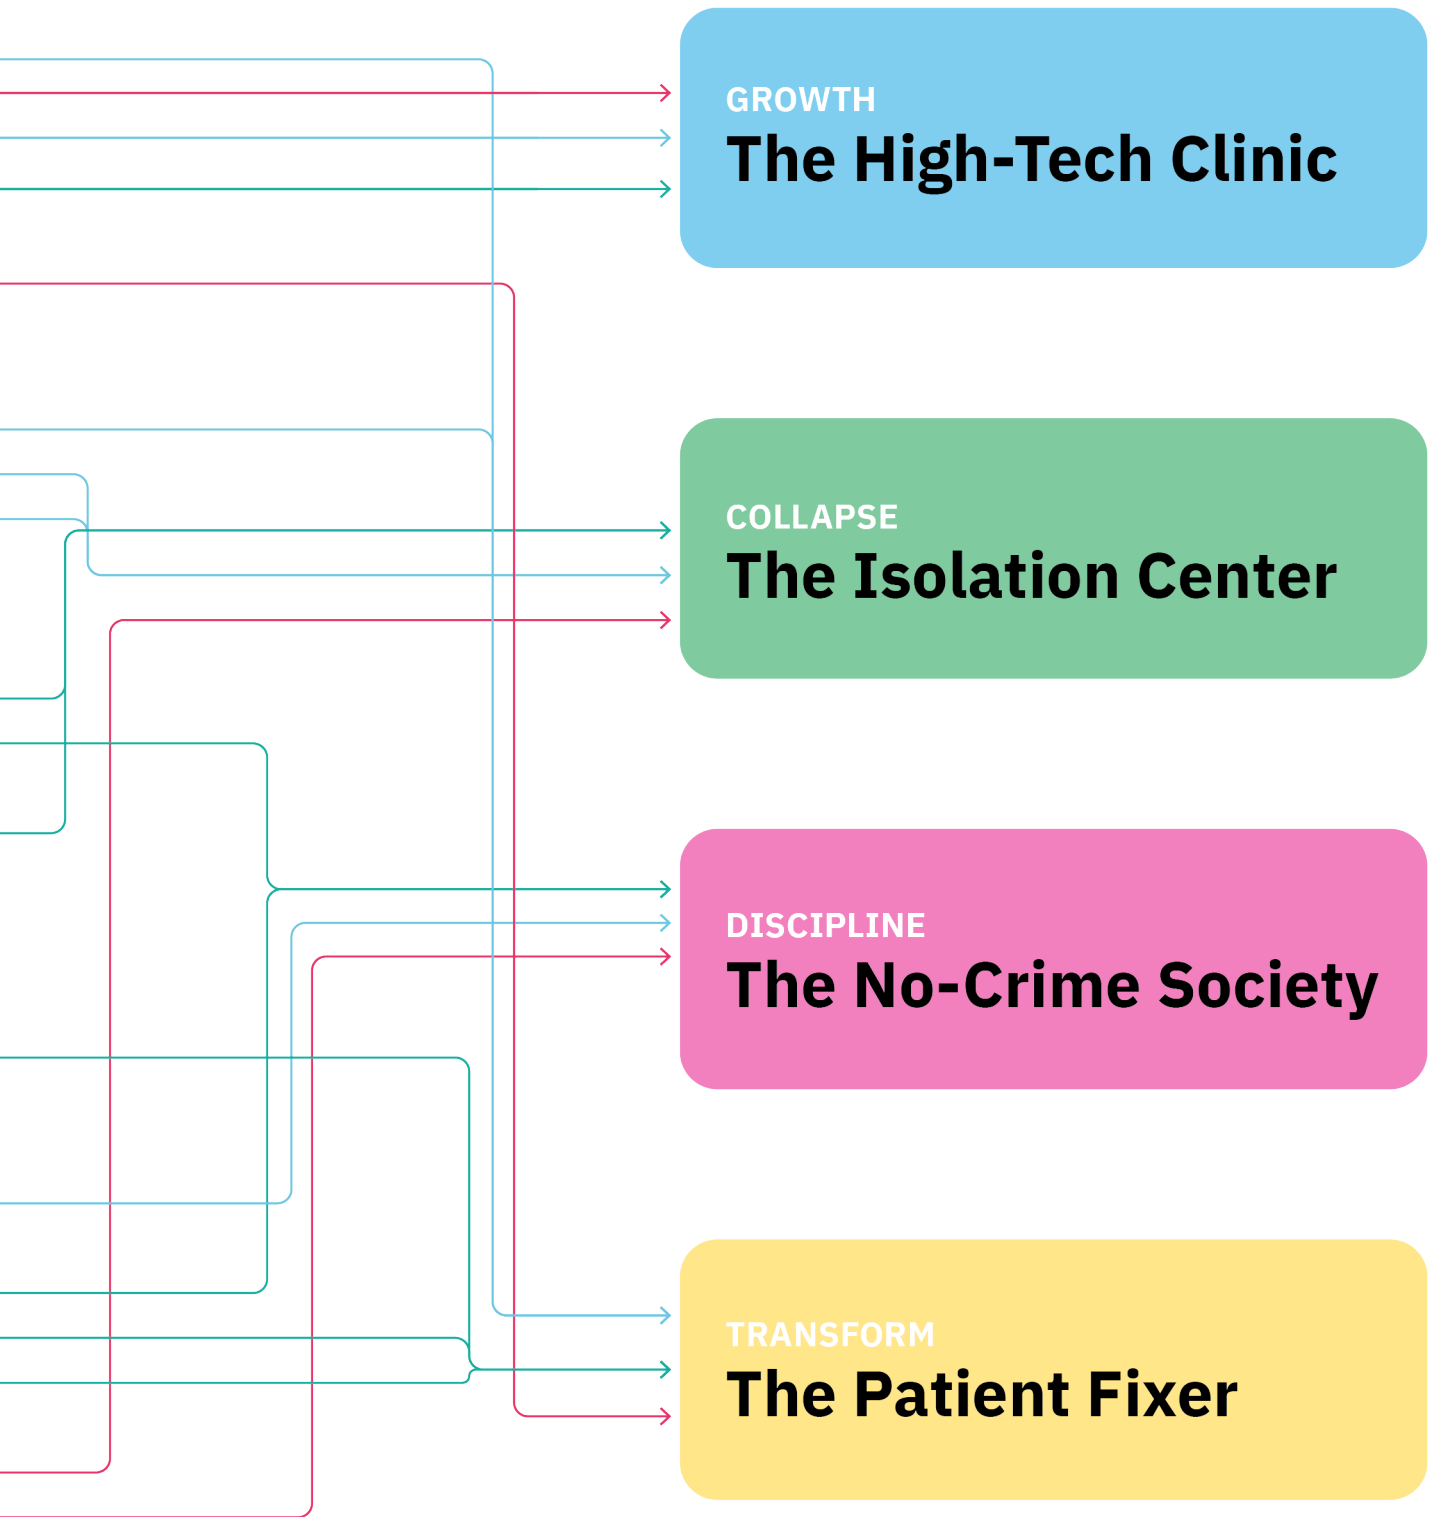 GROWTH
The High-Tech Clinic
COLLAPSE
The Isolation Center
DISCIPLINE
The No-Crime Society
TRANSFORM
The Patient Fixer